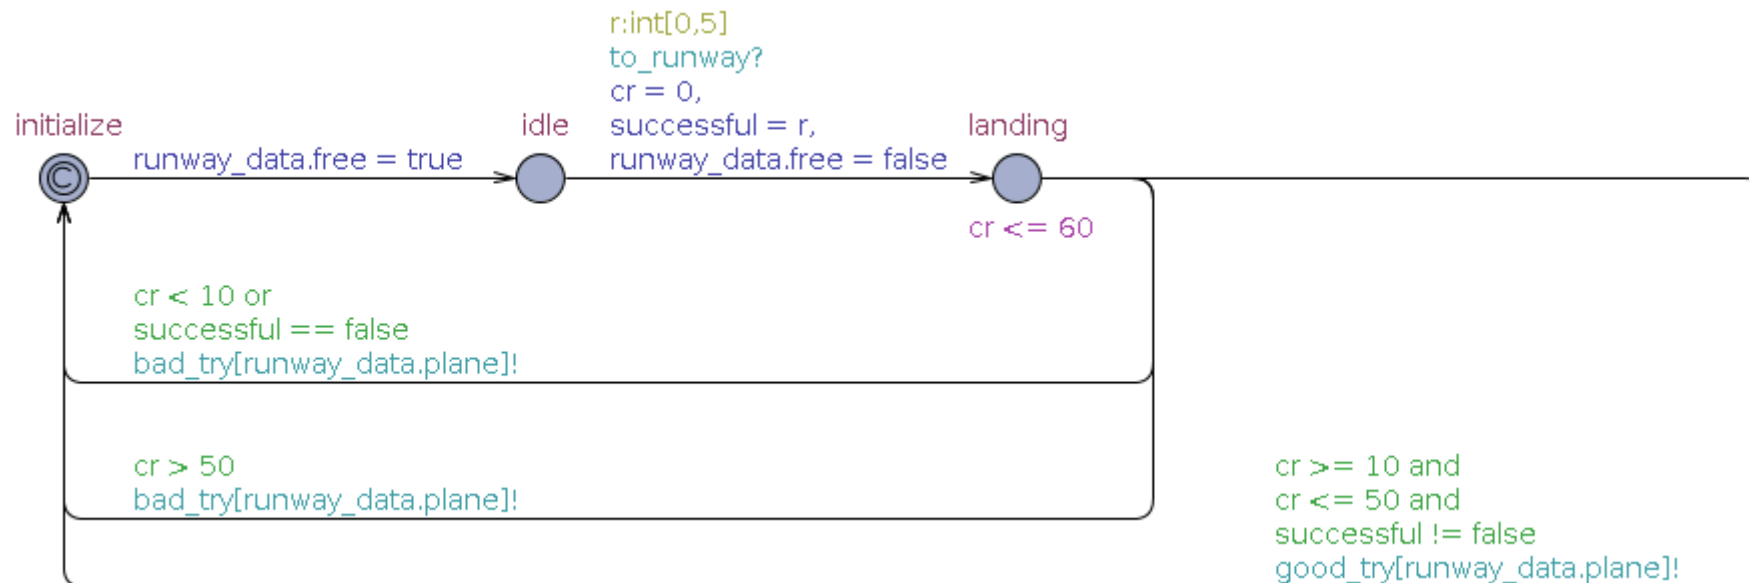 r:int[0,5]
to_runway?
cr = 0,
successful = r,
runway_data.free = false
initialize
runway_data.free = true
idle
landing
C
cr <= 60
cr < 10 or
successful == false
bad_try[runway_data.plane]!
cr > 50
bad_try[runway_data.plane]!
cr >= 10 and
cr <= 50 and
successful != false
good_try[runway_data.plane]!